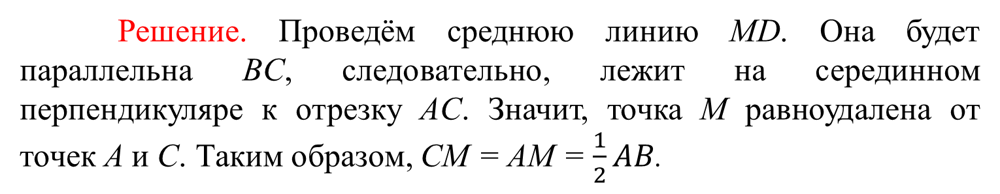 Решение. Проведём среднюю линию MD. Она будет
параллельна BC, следовательно, лежит на серединном
перпендикуляре к отрезку AC. Значит, точка M равноудалена от
точек A и C. Таким образом, CM = AM = 1/2 AB.